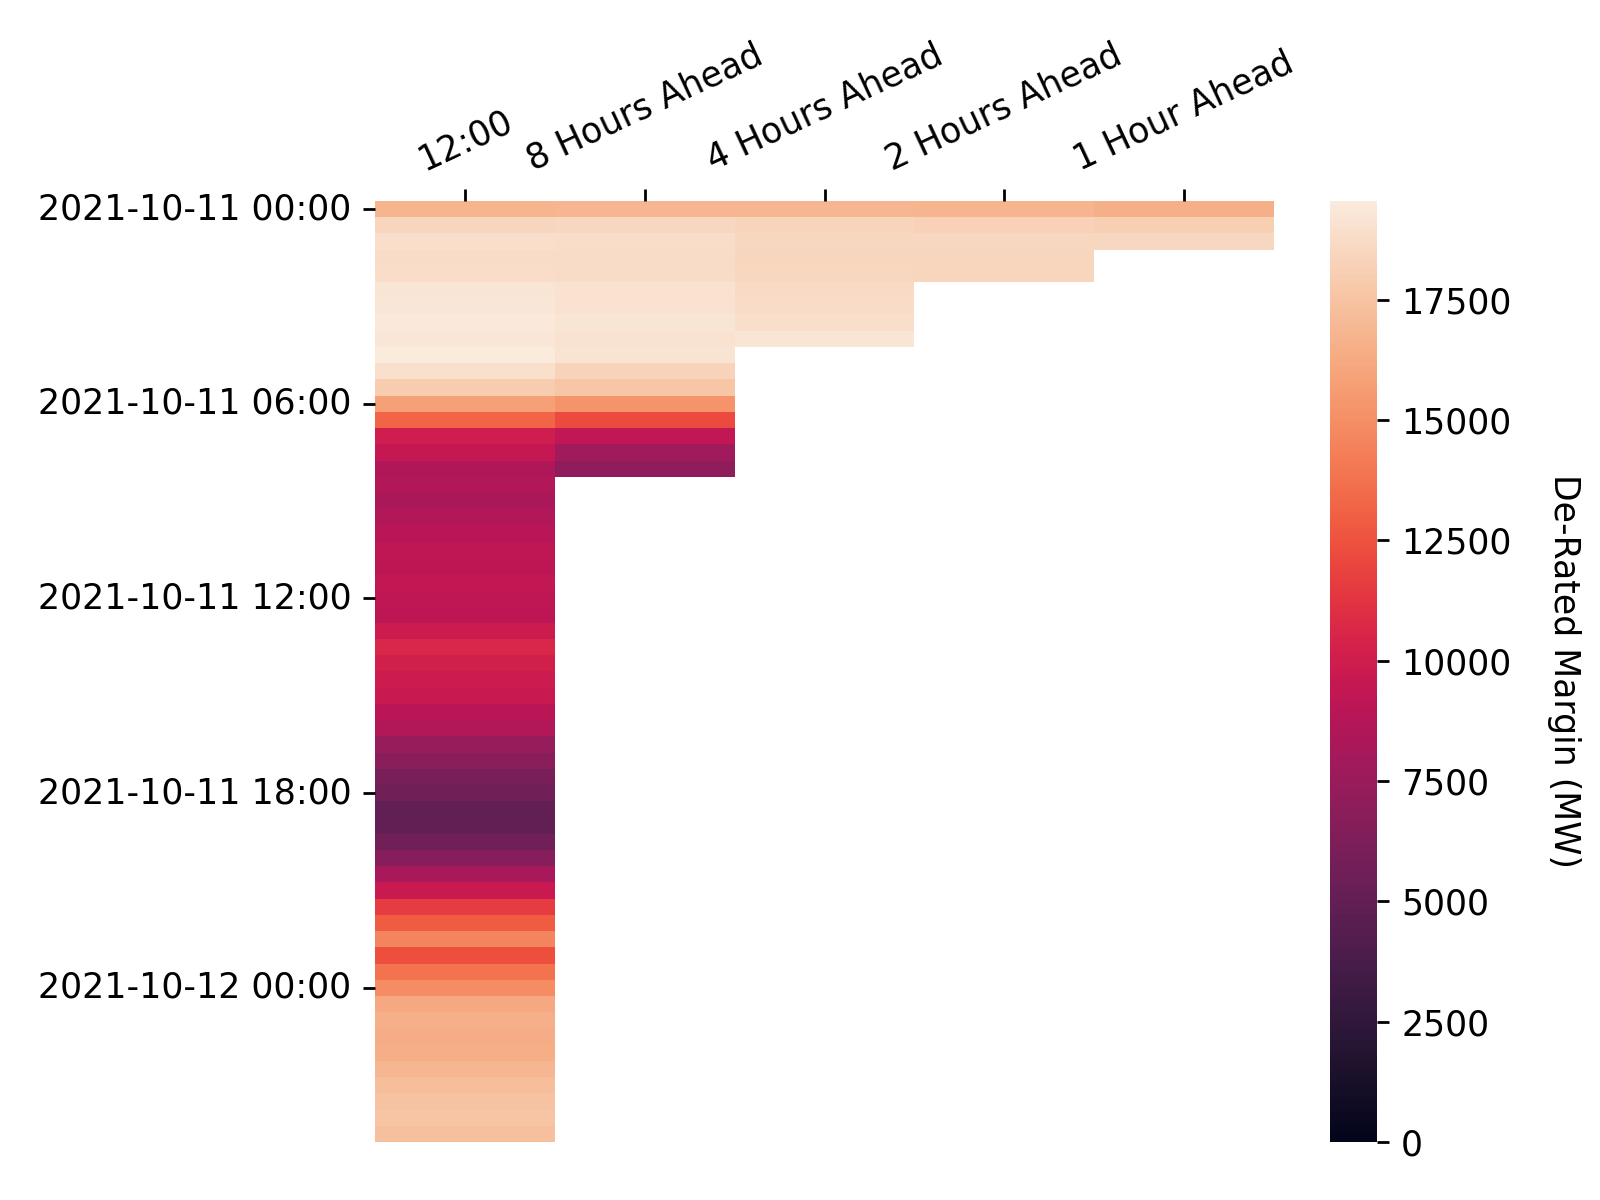 12:00
8 Hours Ahead
4 Hours Ahead
2 Hours Ahead
1 Hour Ahead
2021-10-11 00:00
2021-10-11 06:00
2021-10-11 12:00
2021-10-11 18:00
2021-10-12 00:00
17500
15000
12500
10000
7500
5000
2500
0
De-Rated Margin (MW)